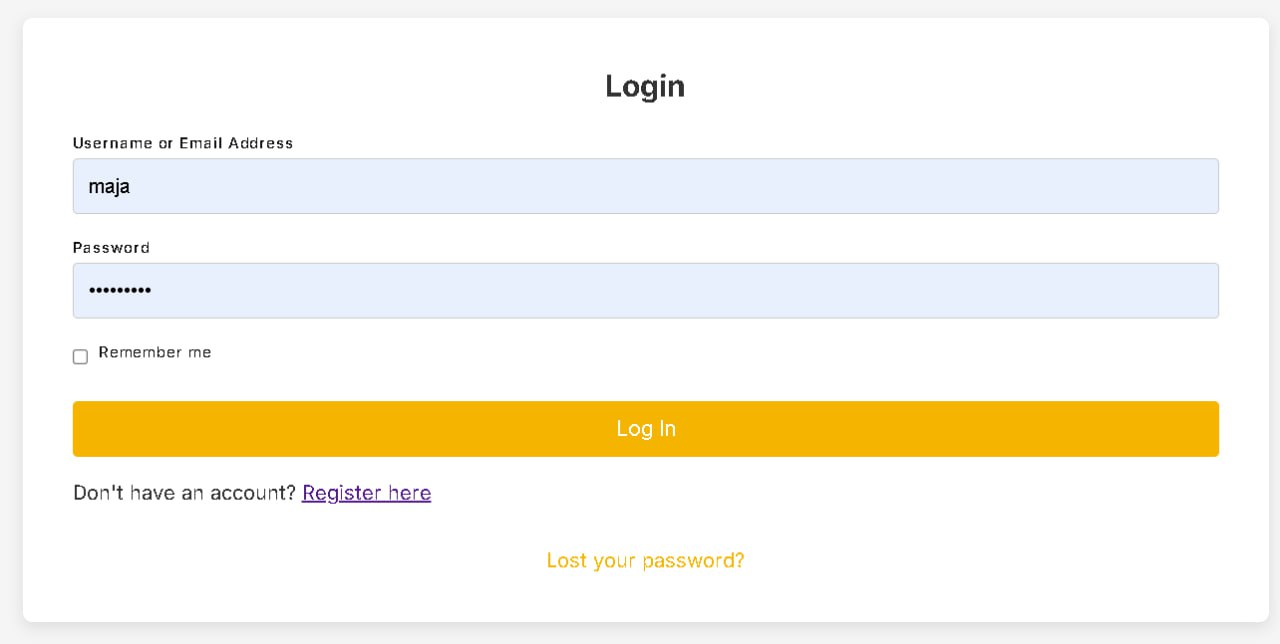 Login
Username or Email Address
maja
Password
•••••••••
Remember me
Log In
Don't have an account? Register here
Lost your password?